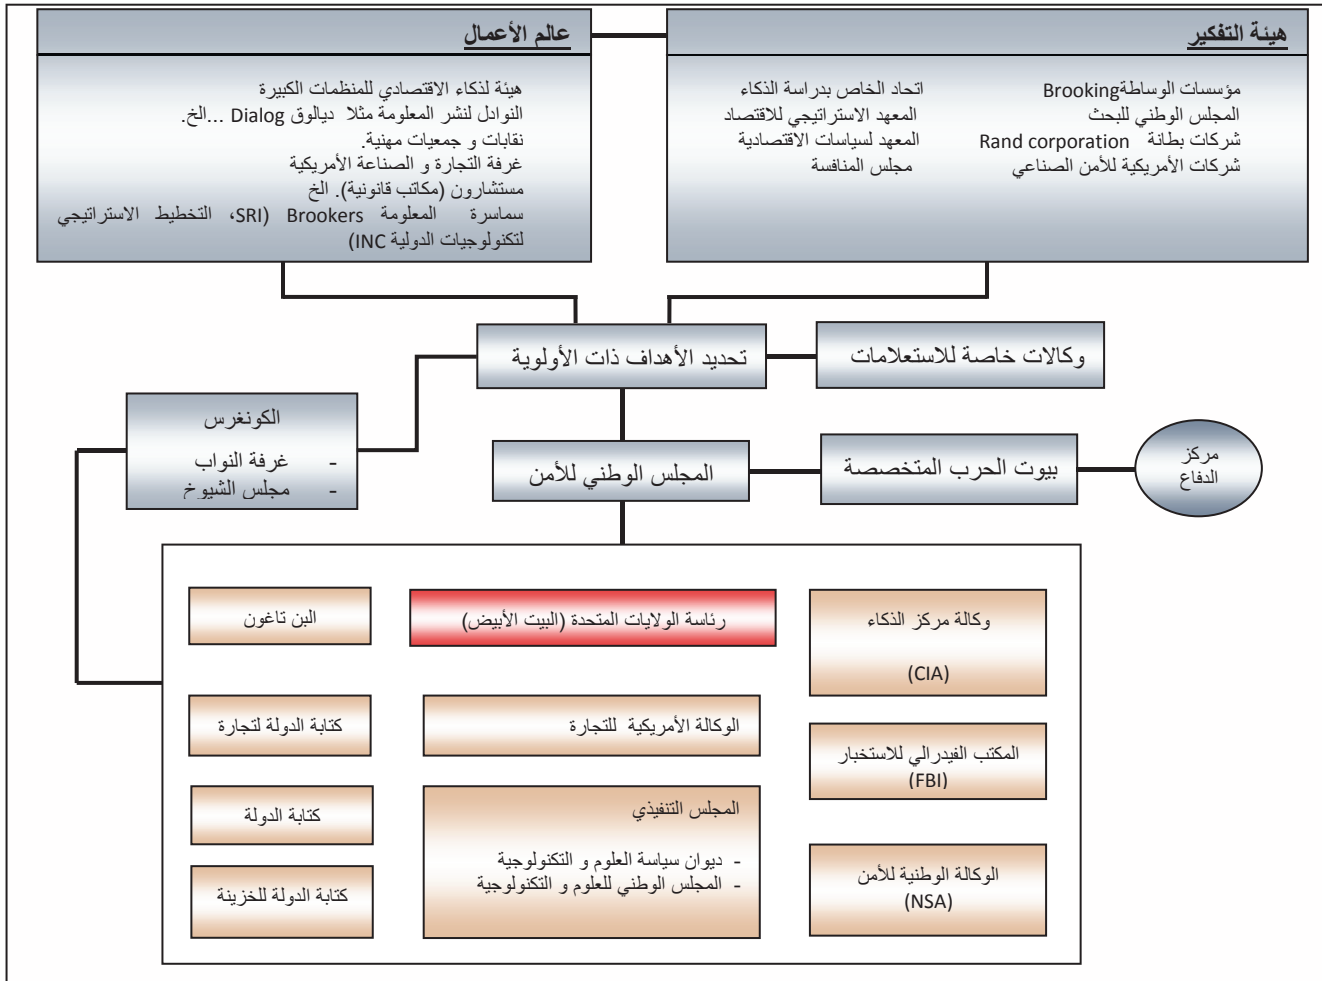 هيئة التفكير
مؤسسات الوساطةBrooking
المجلس الوطني للبحث
شركات بطانة Rand corporation
شركات الأمريكية للأمن الصناعي
اتحاد الخاص بدراسة الذكاء
المعهد الاستراتيجي للاقتصاد
المعهد لسياسات الاقتصادية
مجلس المنافسة
عالم الأعمال
هيئة لذكاء الاقتصادي للمنظمات الكبيرة
النوادل لنشر المعلومة مثلا ديالوق Dialog ...الخ.
نقابات و جمعيات مهنية.
غرفة التجارة و الصناعة الأمريكية
مستشارون (مكاتب قانونية). الخ
سماسرة المعلومة Brookers (SRI، التخطيط الاستراتيجي
لتكنولوجيات الدولية INC)
وكالات خاصة للاستعلامات
تحديد الأهداف ذات الأولوية
الكونغرس
- غرفة النواب
- مجلس الشيوخ
مركز
الدفاع
بيوت الحرب المتخصصة
المجلس الوطني للأمن
وكالة مركز الذكاء
(CIA)
رئاسة الولايات المتحدة (البيت الأبيض)
البن تاغون
المكتب الفيدرالي للاستخبار
(FBI)
الوكالة الأمريكية للتجارة
كتابة الدولة لتجارة
الوكالة الوطنية للأمن
(NSA)
المجلس التنفيذي
- ديوان سياسة العلوم و التكنولوجية
- المجلس الوطني للعلوم و التكنولوجية
كتابة الدولة
كتابة الدولة للخزينة